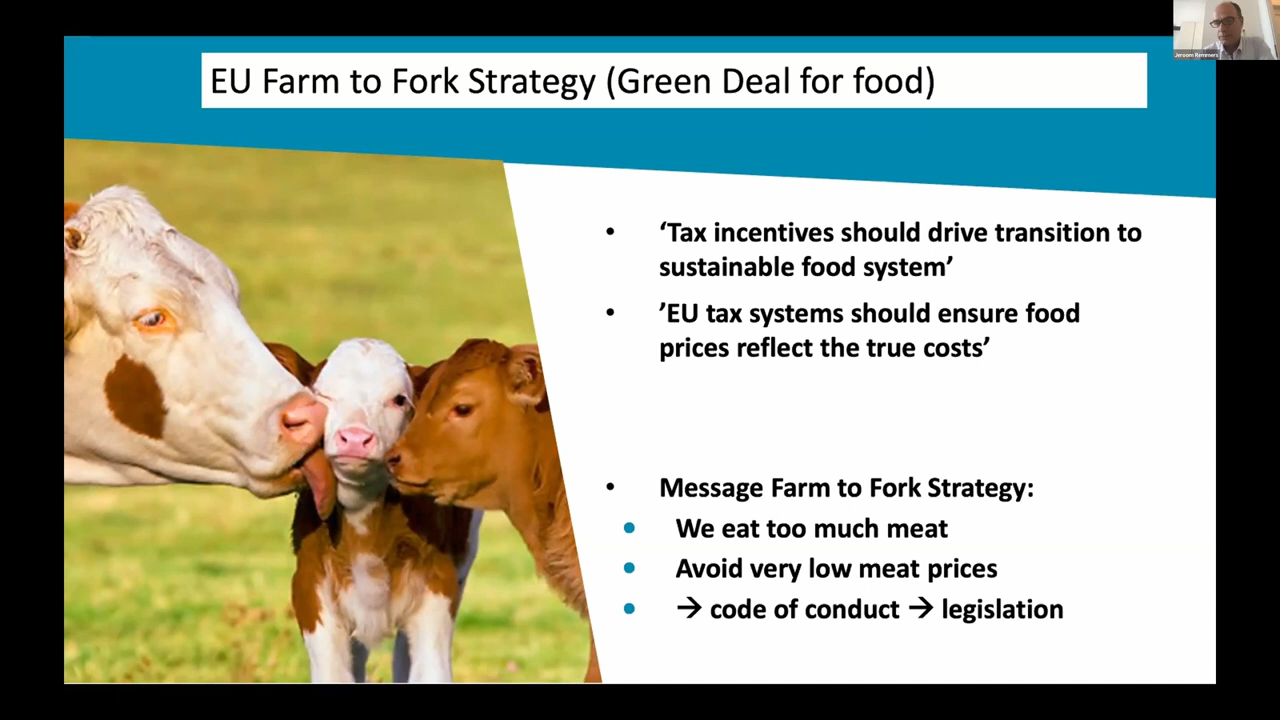 EU Farm to Fork Strategy (Green Deal for food)
Jeroom Remmers
• ‘Tax incentives should drive transition to
sustainable food system’
• ’EU tax systems should ensure food
prices reflect the true costs’
• Message Farm to Fork Strategy:
• We eat too much meat
• Avoid very low meat prices
• → code of conduct → legislation